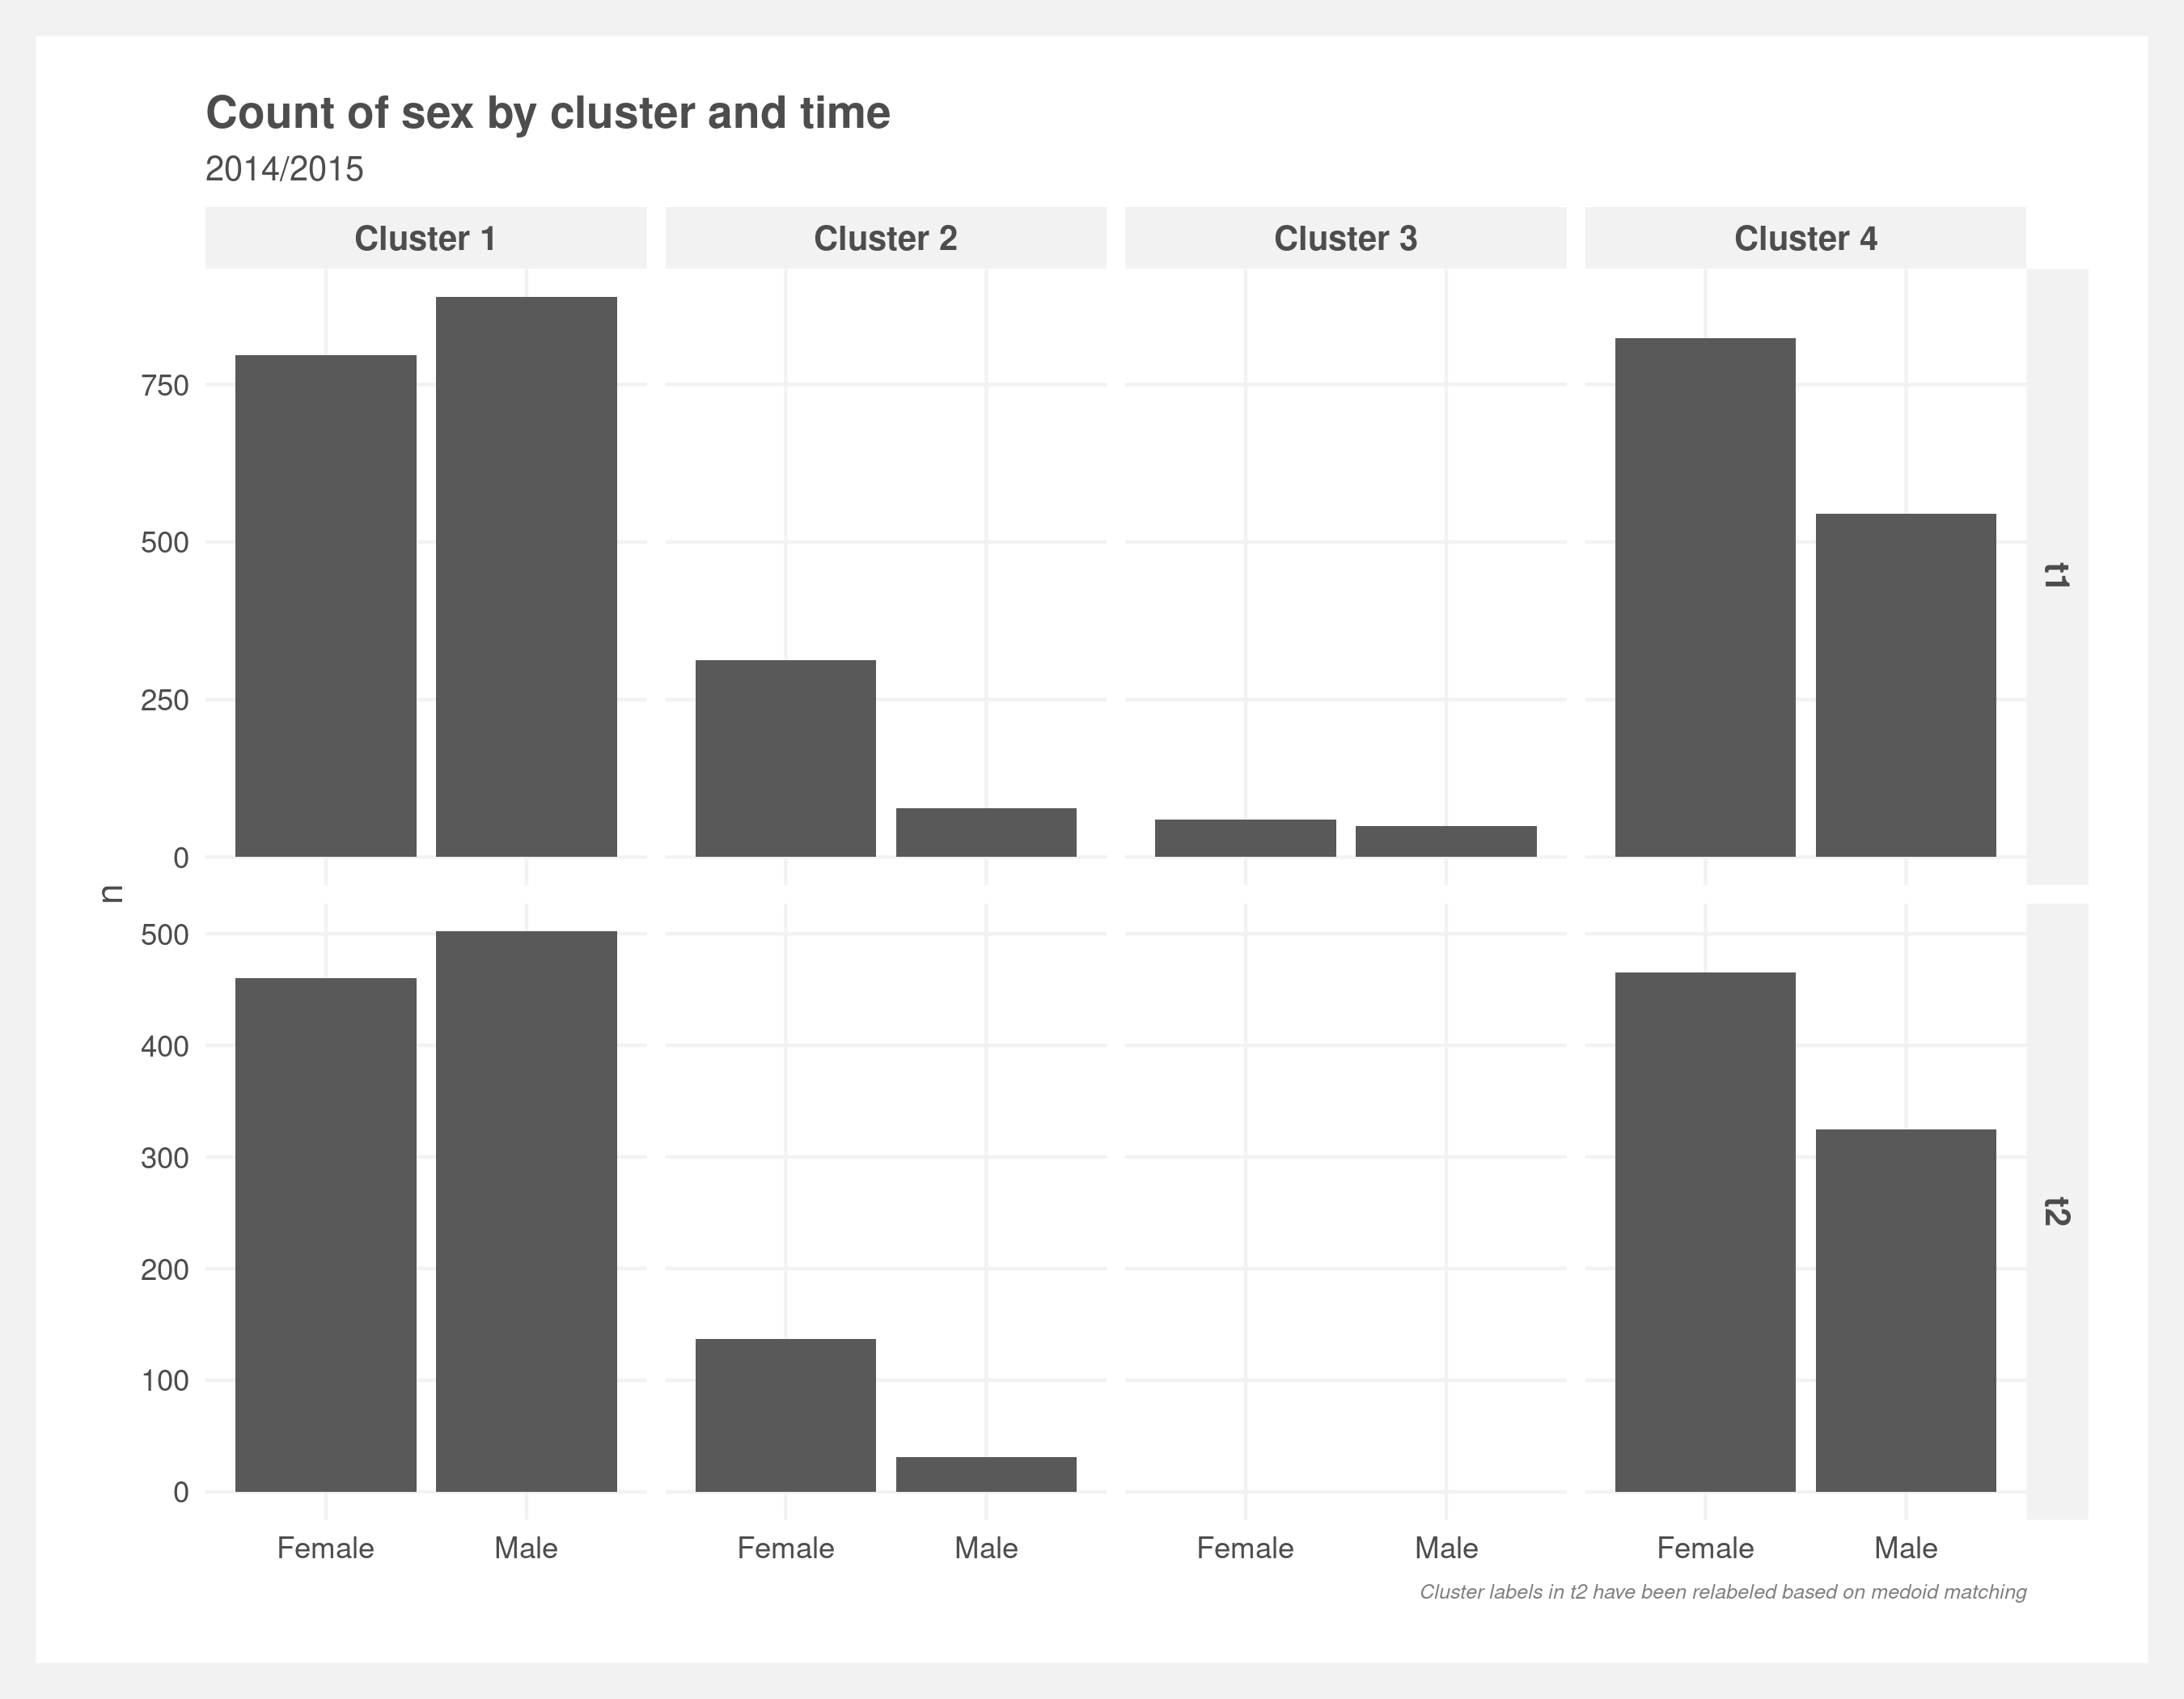 Count of sex by cluster and time
2014/2015
Cluster 1 Cluster 2 Cluster 3 Cluster 4
750
500
250
0
t1
n
500
400
300
200
100
0
t2
Female Male Female Male Female Male Female Male
Cluster labels in t2 have been relabeled based on medoid matching